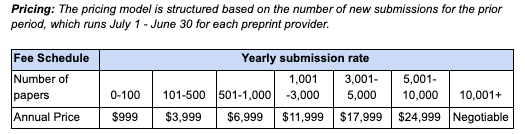 Pricing: The pricing model is structured based on the number of new submissions for the prior
period, which runs July 1 - June 30 for each preprint provider.
Fee Schedule Yearly submission rate
Number of 1,001 3,001- 5,001-
papers 0-100 101-500 501-1,000 -3,000 5,000 10,000 10,001+
Annual Price $999 $3,999 $6,999 $11,999 $17,999 $24,999 Negotiable